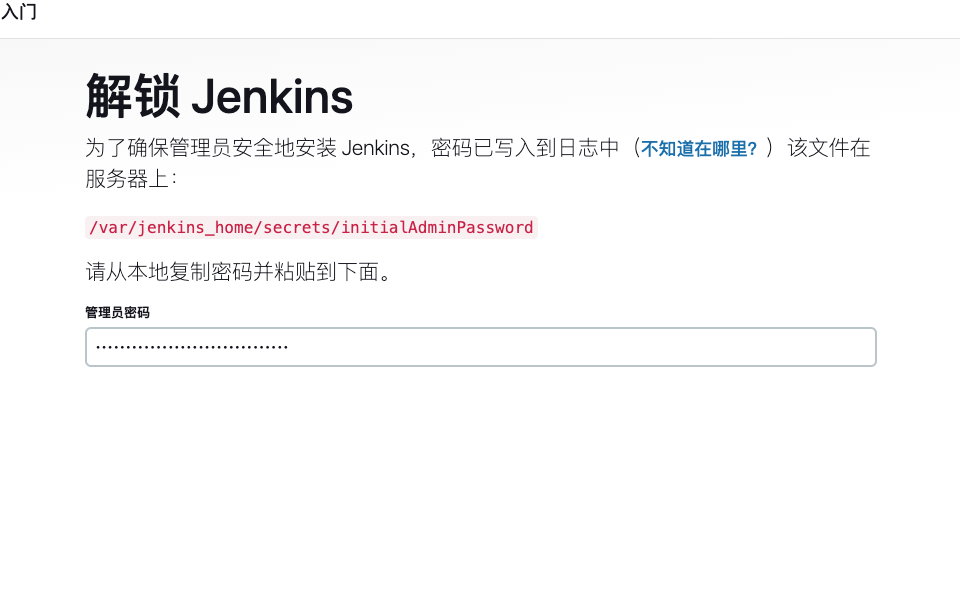 入门
解锁 Jenkins
为了确保管理员安全地安装 Jenkins，密码已写入到日志中（不知道在哪里？）该文件在
服务器上：
/var/jenkins_home/secrets/initialAdminPassword
请从本地复制密码并粘贴到下面。
管理员密码
································